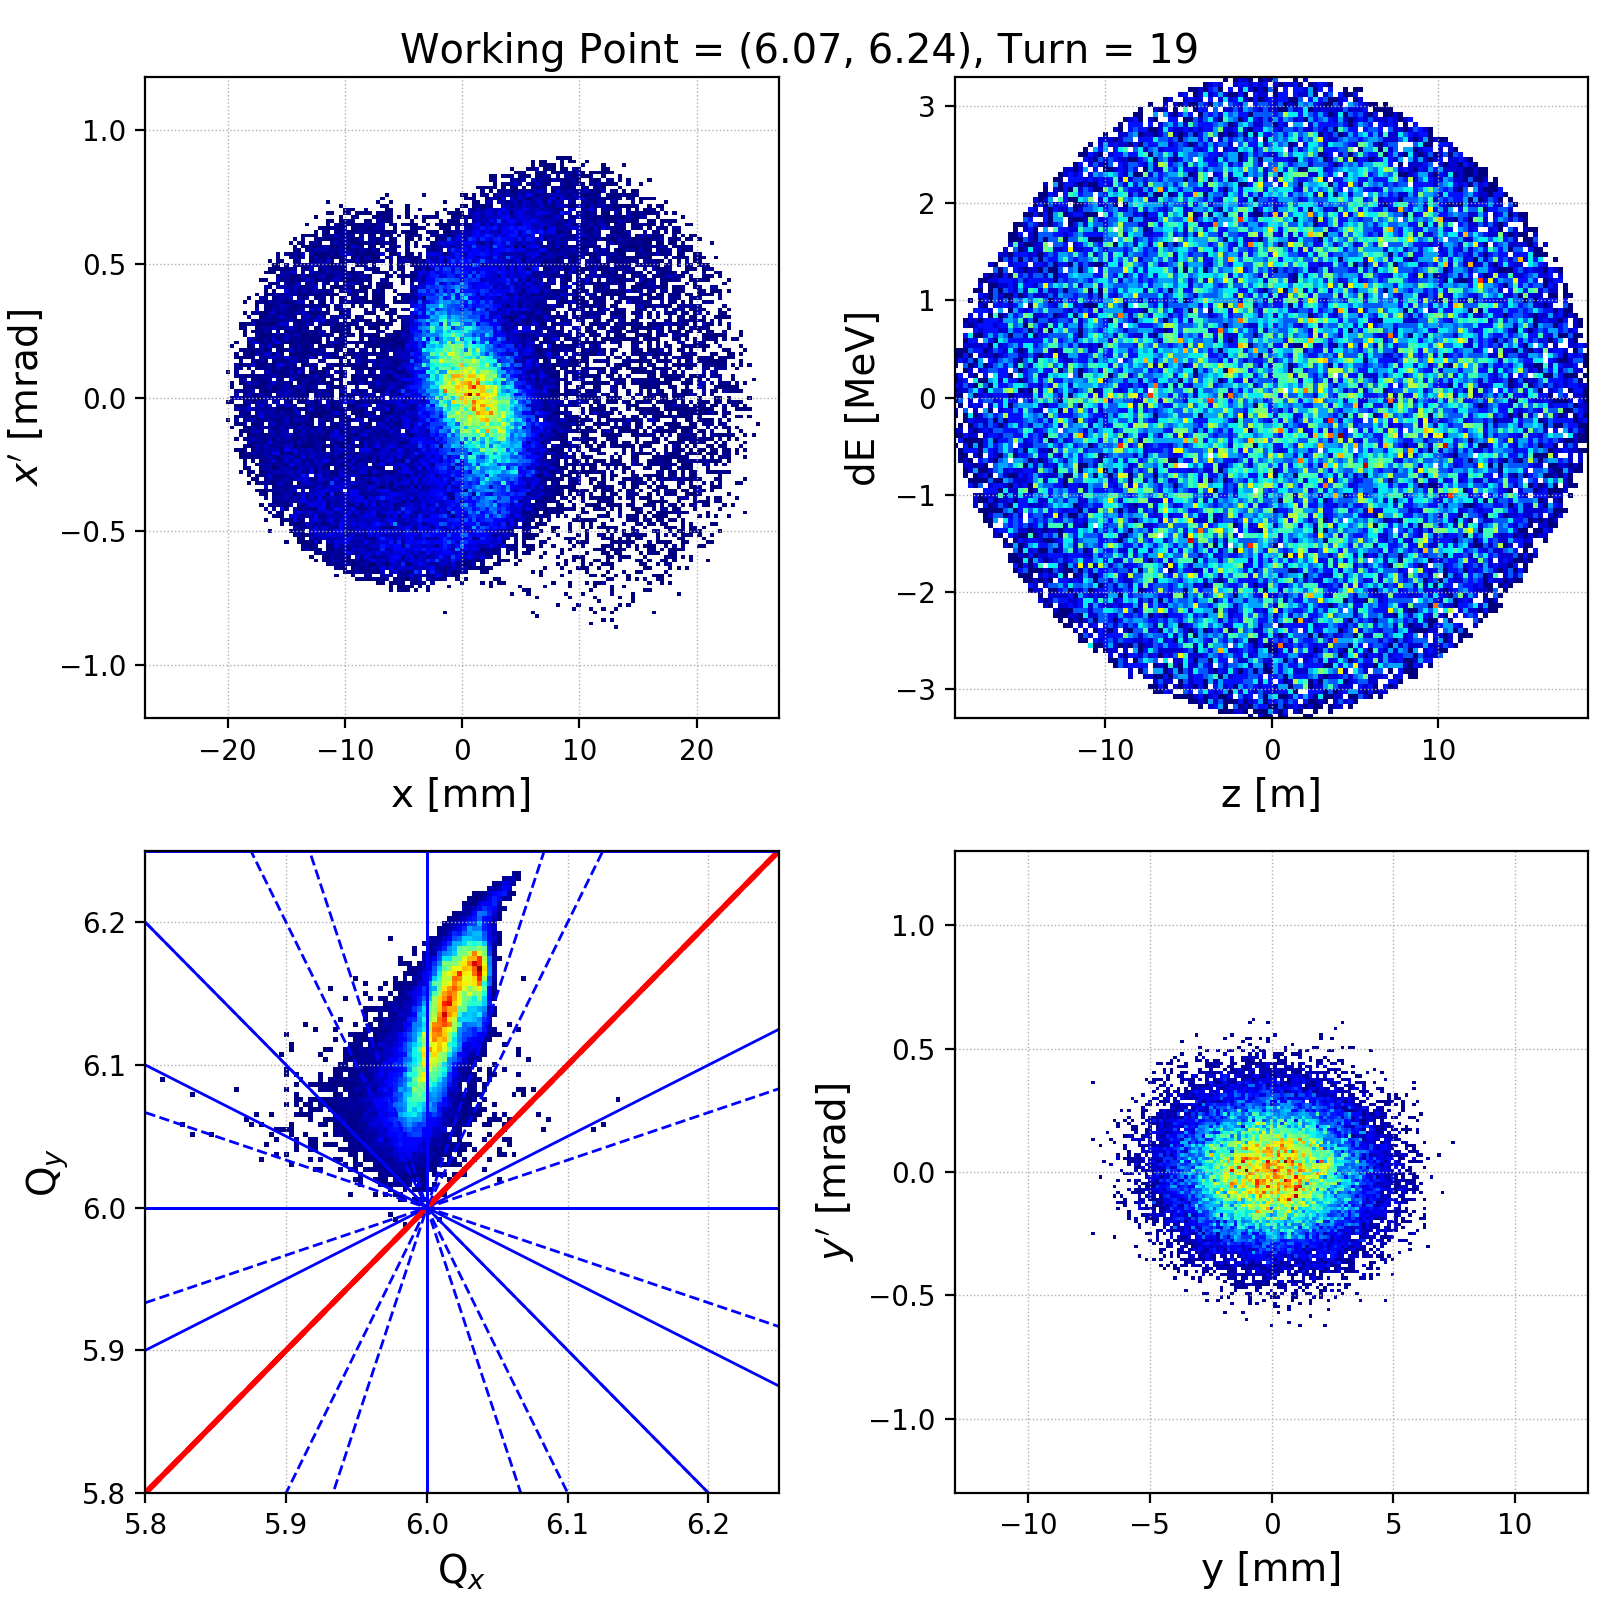 Working Point = (6.07, 6.24), Turn = 19
1.0
0.5
0.0
−0.5
−1.0
x′ [mrad]
−20 −10 0 10 20
x [mm]
3
2
1
0
−1
−2
−3
dE [MeV]
−10 0 10
z [m]
6.2
6.1
6.0
5.9
5.8
Qy
5.8 5.9 6.0 6.1 6.2
Qx
1.0
0.5
0.0
−0.5
−1.0
y′ [mrad]
−10 −5 0 5 10
y [mm]